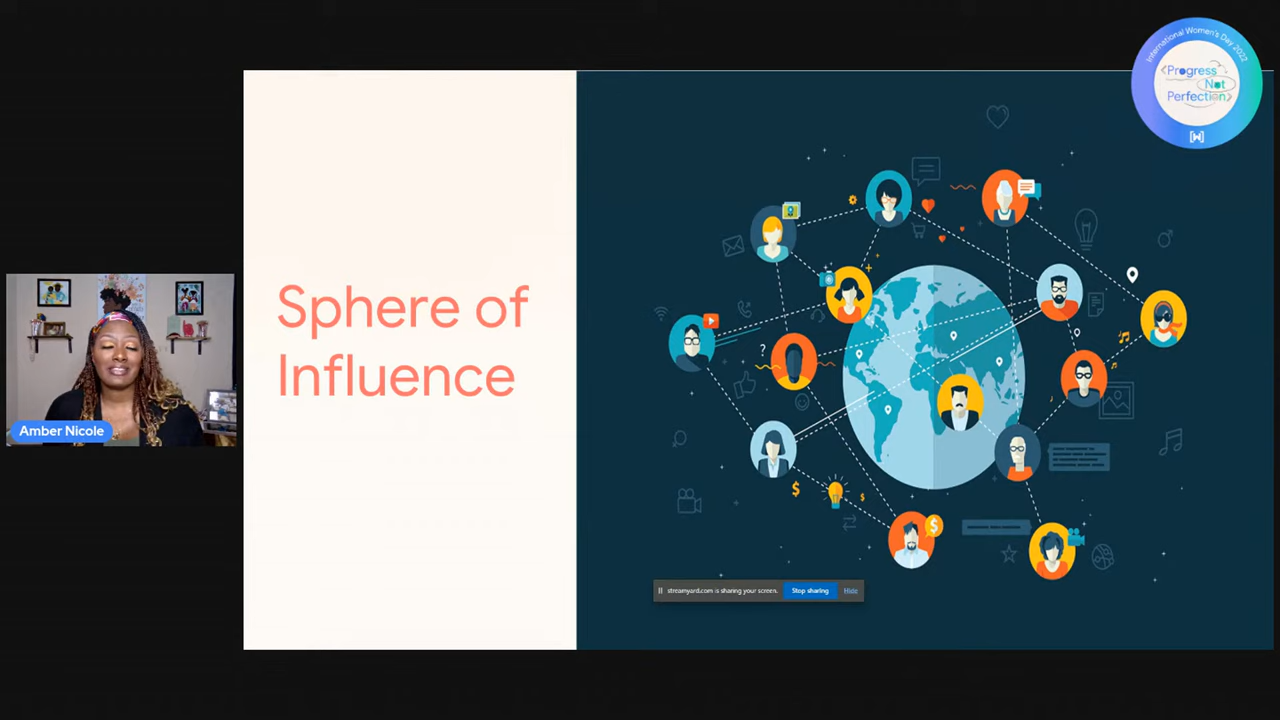 International Women's Day 2022
<Progress
Not
Perfection>
[W]
Sphere of
Influence
?
$
$
$
Amber Nicole
streamyard.com is sharing your screen.
Stop sharing
Hide